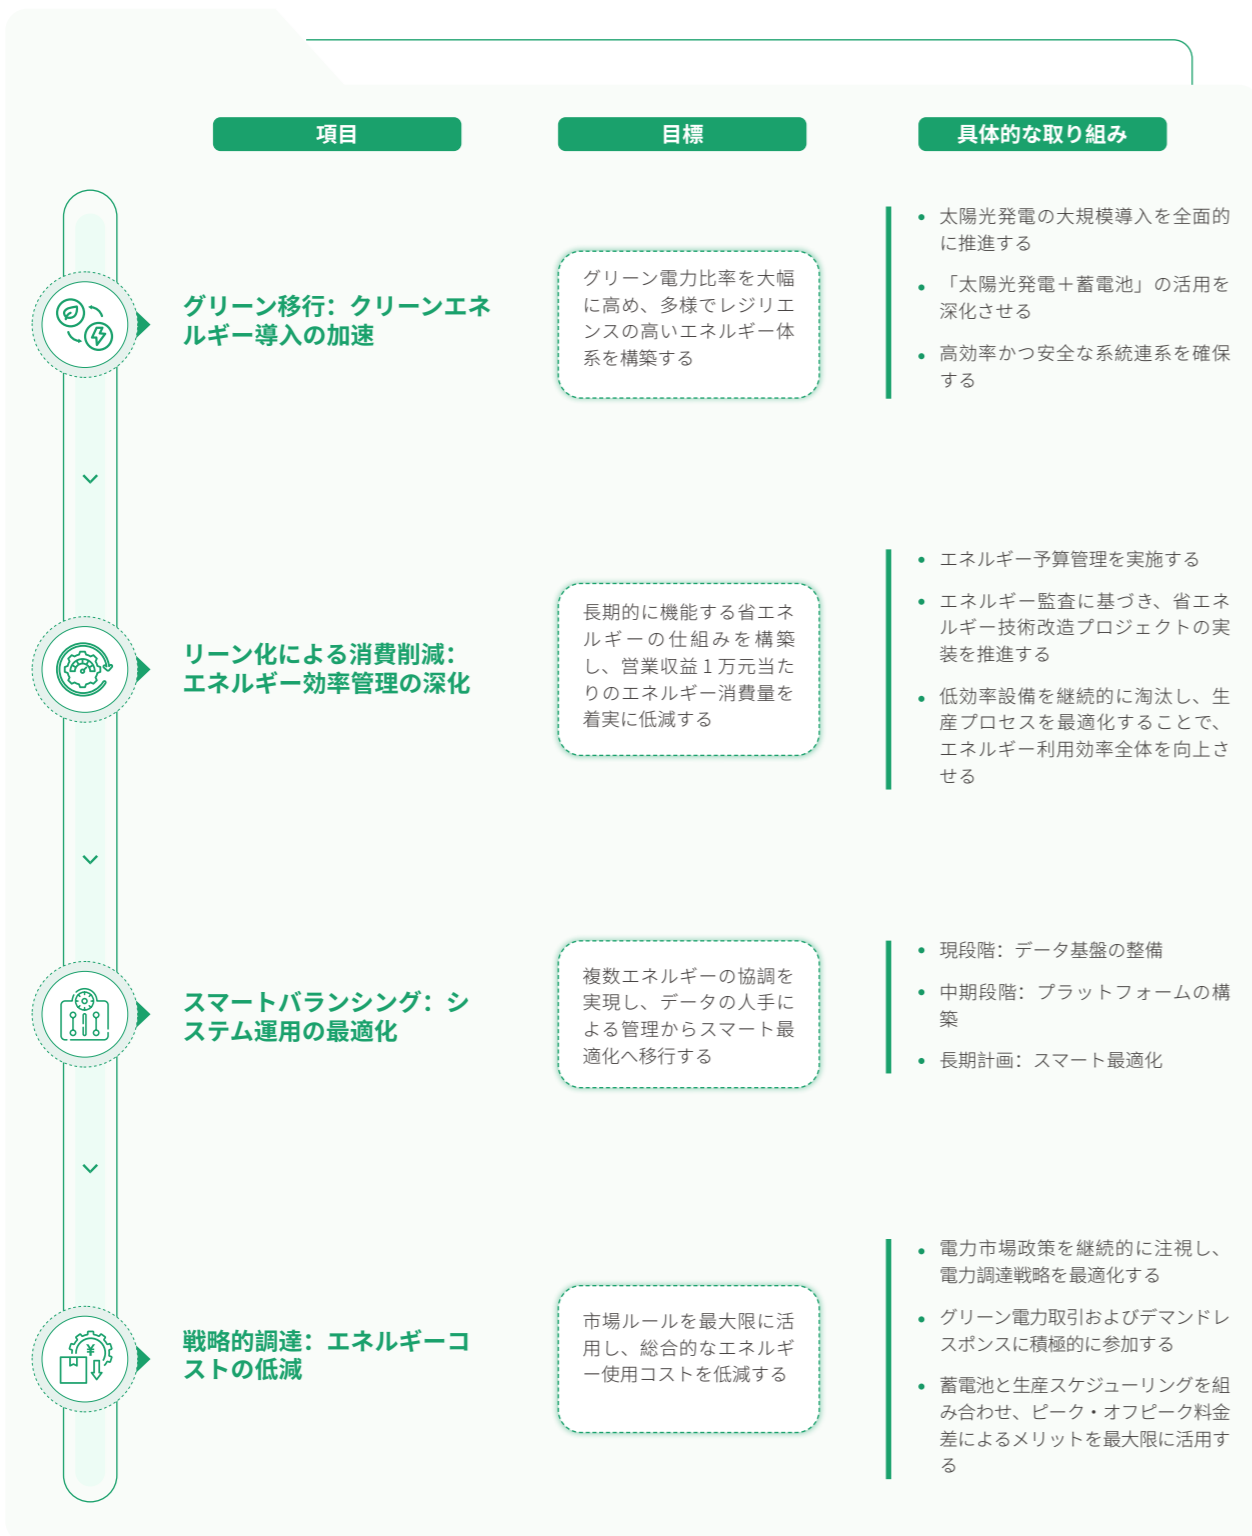 項目
目標
具体的な取り組み
グリーン移行：クリーンエネ
ルギー導入の加速
グリーン電力比率を大幅
に高め、多様でレジリエ
ンスの高いエネルギー体
系を構築する
太陽光発電の大規模導入を全面的
に推進する
「太陽光発電＋蓄電池」の活用を
深化させる
高効率かつ安全な系統連系を確保
する
リーン化による消費削減：
エネルギー効率管理の深化
長期的に機能する省エネ
ルギーの仕組みを構築
し、営業収益１万元当た
りのエネルギー消費量を
着実に低減する
エネルギー予算管理を実施する
エネルギー監査に基づき、省エネ
ルギー技術改造プロジェクトの実
装を推進する
低効率設備を継続的に淘汰し、生
産プロセスを最適化することで、
エネルギー利用効率全体を向上さ
せる
スマートバランシング：シ
ステム運用の最適化
複数エネルギーの協調を
実現し、データの人手に
よる管理からスマート最
適化へ移行する
現段階：データ基盤の整備
中期段階：プラットフォームの構
築
長期計画：スマート最適化
戦略的調達：エネルギーコ
ストの低減
市場ルールを最大限に活
用し、総合的なエネルギ
ー使用コストを低減する
電力市場政策を継続的に注視し、
電力調達戦略を最適化する
グリーン電力取引およびデマンドレ
スポンスに積極的に参加する
蓄電池と生産スケジューリングを組
み合わせ、ピーク・オフピーク料金
差によるメリットを最大限に活用す
る